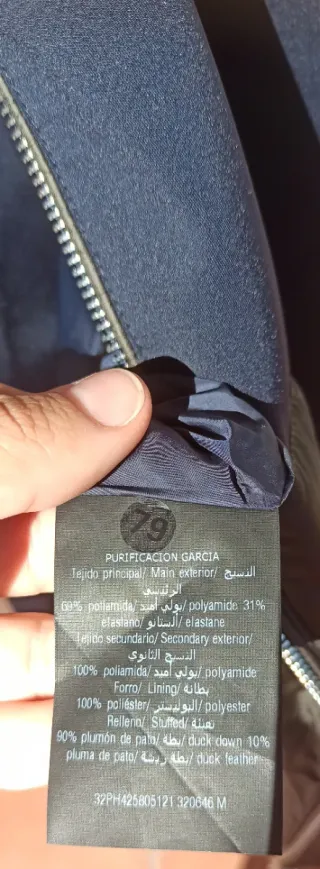 79
PURIFICACION GARCIA
Tejido principal/ Main exterior/ النسيج
الرئيسي
69% poliamida/ بولي أميد/ polyamide 31%
elastano/ إلستانو/ elastane
Tejido secundario/ Secondary exterior/
النسيج الثانوي
100% poliamida/ بولي أميد/ polyamide
Forro/ Lining/ بطانة
100% poliéster/ البوليستر/ polyester
Relleno/ Stuffed/ تعبئة
90% plumón de pato/ بطة/ duck down 10%
pluma de pato/ بطة ريشة/ duck feather
32PH425805121 320646 M